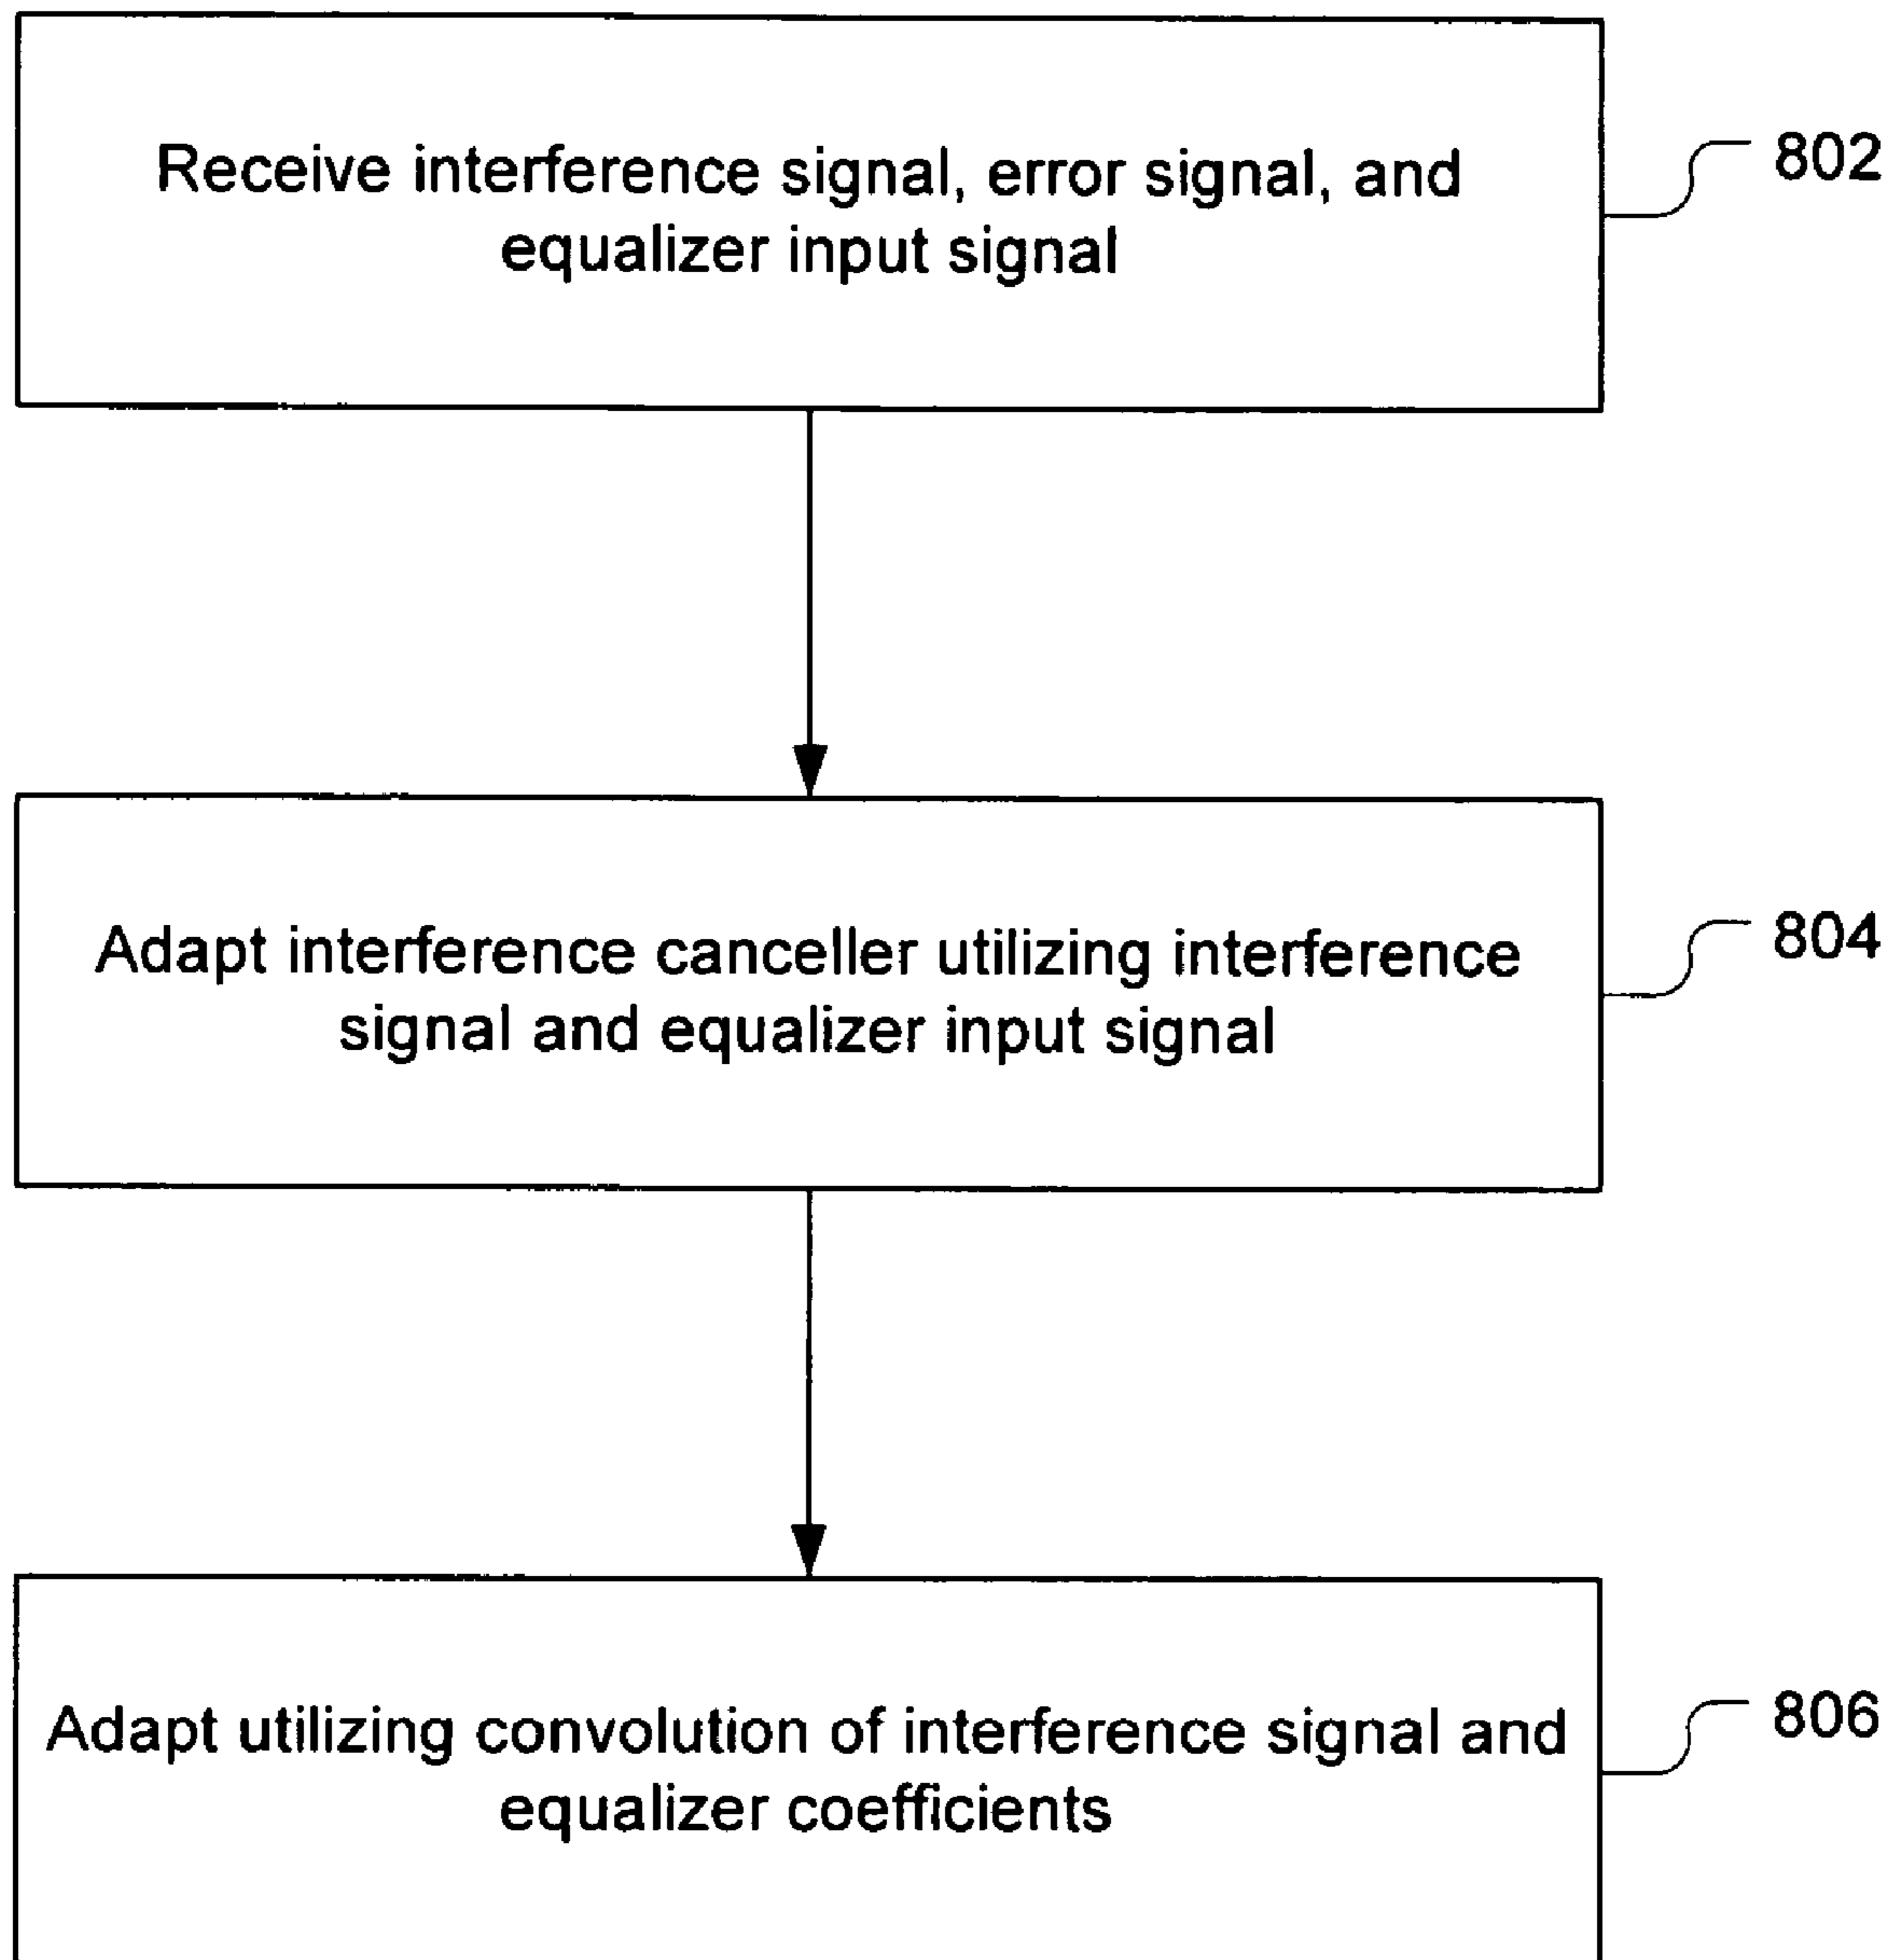 Receive interference signal, error signal, and
equalizer input signal
802
Adapt interference canceller utilizing interference
signal and equalizer input signal
804
Adapt utilizing convolution of interference signal and
equalizer coefficients
806